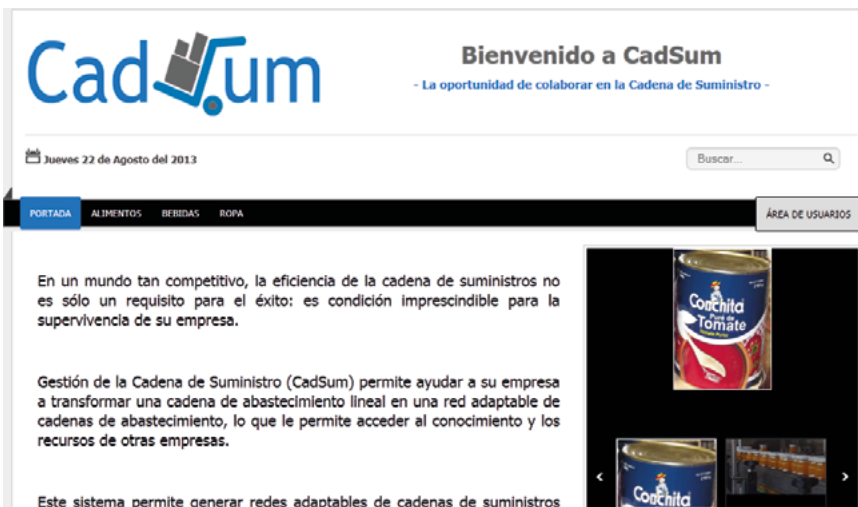 CadSum
Bienvenido a CadSum
- La oportunidad de colaborar en la Cadena de Suministro -
Jueves 22 de Agosto del 2013
Buscar...
PORTADA ALIMENTOS BEBIDAS ROPA
ÁREA DE USUARIOS
En un mundo tan competitivo, la eficiencia de la cadena de suministros no
es sólo un requisito para el éxito: es condición imprescindible para la
supervivencia de su empresa.
Gestión de la Cadena de Suministro (CadSum) permite ayudar a su empresa
a transformar una cadena de abastecimiento lineal en una red adaptable de
cadenas de abastecimiento, lo que le permite acceder al conocimiento y los
recursos de otras empresas.
Este sistema permite generar redes adaptables de cadenas de suministros
Conchita
Puré de
Tomate
Conchita